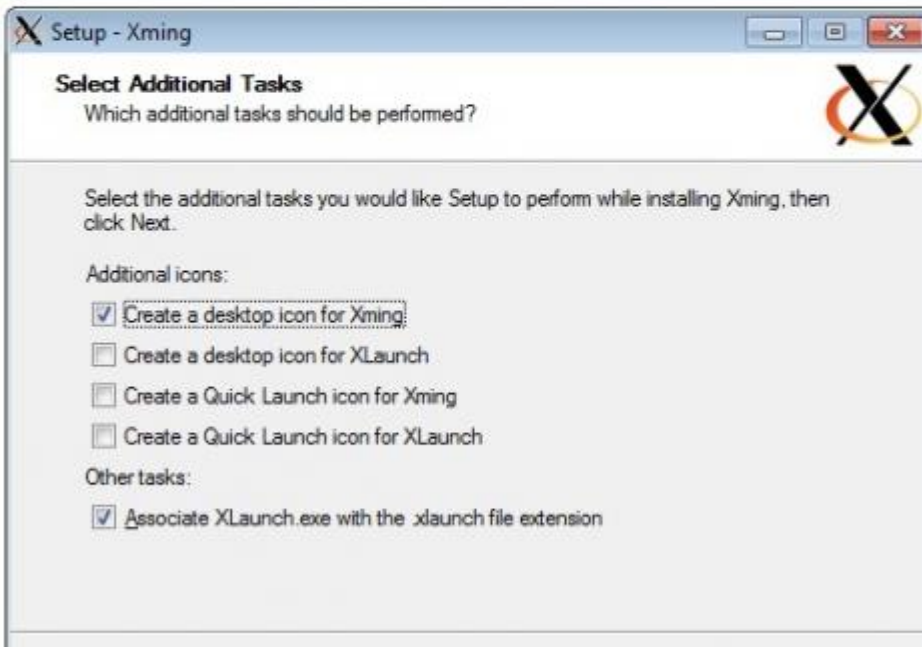 Setup - Xming
Select Additional Tasks
Which additional tasks should be performed?
Select the additional tasks you would like Setup to perform while installing Xming, then
click Next.
Additional icons:
Create a desktop icon for Xming
Create a desktop icon for XLaunch
Create a Quick Launch icon for Xming
Create a Quick Launch icon for XLaunch
Other tasks:
Associate XLaunch.exe with the .xlaunch file extension